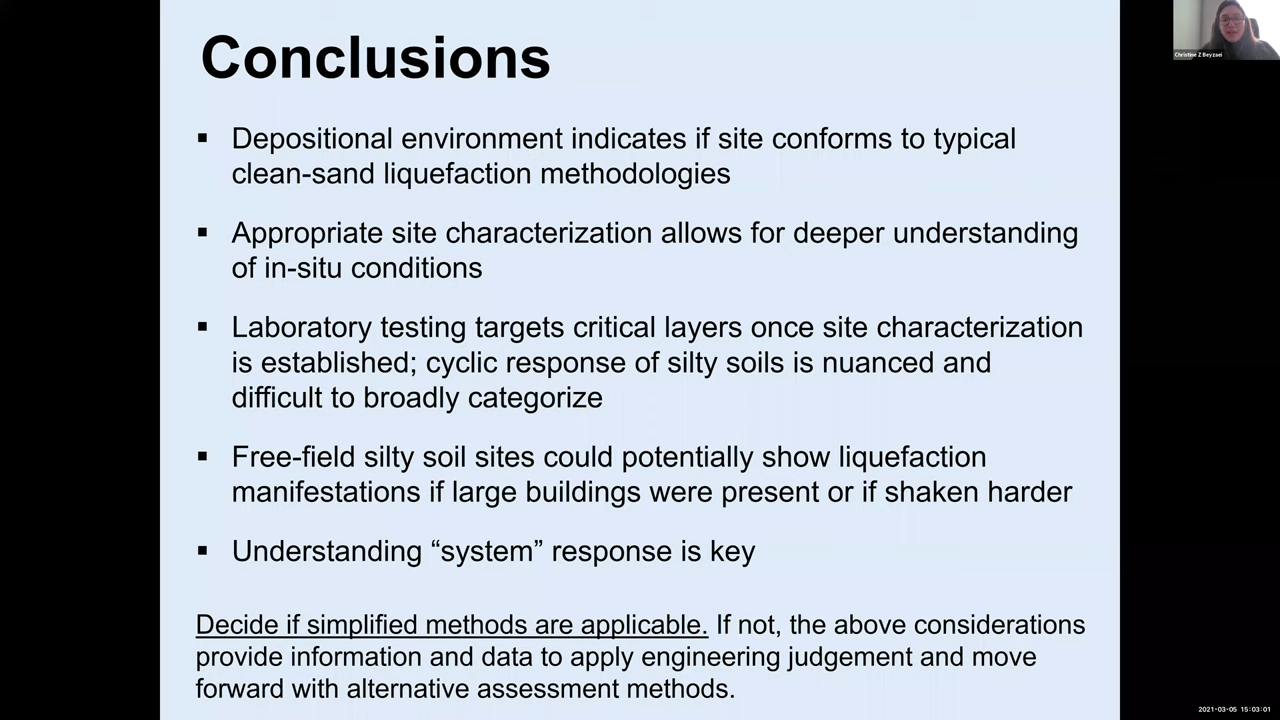 Conclusions
▪ Depositional environment indicates if site conforms to typical
clean-sand liquefaction methodologies
▪ Appropriate site characterization allows for deeper understanding
of in-situ conditions
▪ Laboratory testing targets critical layers once site characterization
is established; cyclic response of silty soils is nuanced and
difficult to broadly categorize
▪ Free-field silty soil sites could potentially show liquefaction
manifestations if large buildings were present or if shaken harder
▪ Understanding “system” response is key
Decide if simplified methods are applicable. If not, the above considerations
provide information and data to apply engineering judgement and move
forward with alternative assessment methods.
Christine Z Beyzaei
2021-03-05 15:03:01